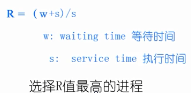 R = (w+s)/s
w: waiting time 等待时间
s: service time 执行时间
选择R值最高的进程